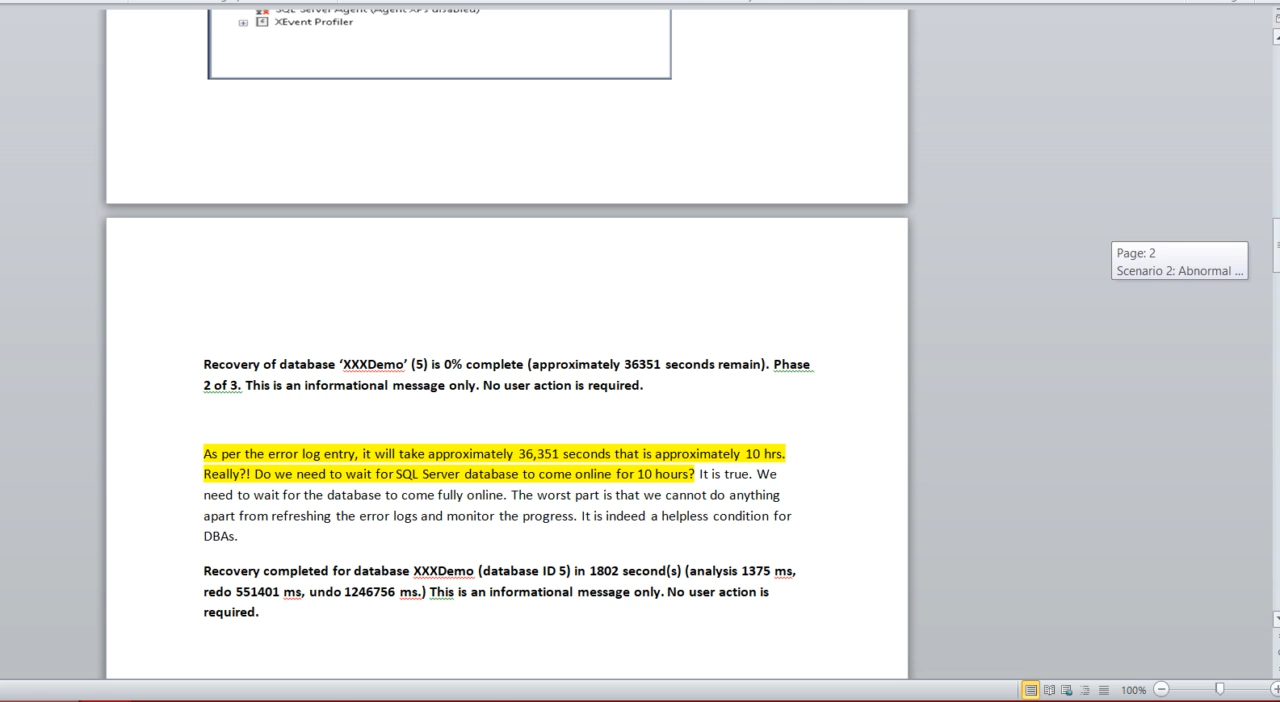 SQL Server Agent (Agent XPs disabled)
XEvent Profiler
Page: 2
Scenario 2: Abnormal ...
Recovery of database ‘XXXDemo’ (5) is 0% complete (approximately 36351 seconds remain). Phase
2 of 3. This is an informational message only. No user action is required.
As per the error log entry, it will take approximately 36,351 seconds that is approximately 10 hrs.
Really?! Do we need to wait for SQL Server database to come online for 10 hours? It is true. We
need to wait for the database to come fully online. The worst part is that we cannot do anything
apart from refreshing the error logs and monitor the progress. It is indeed a helpless condition for
DBAs.
Recovery completed for database XXXDemo (database ID 5) in 1802 second(s) (analysis 1375 ms,
redo 551401 ms, undo 1246756 ms.) This is an informational message only. No user action is
required.
100%